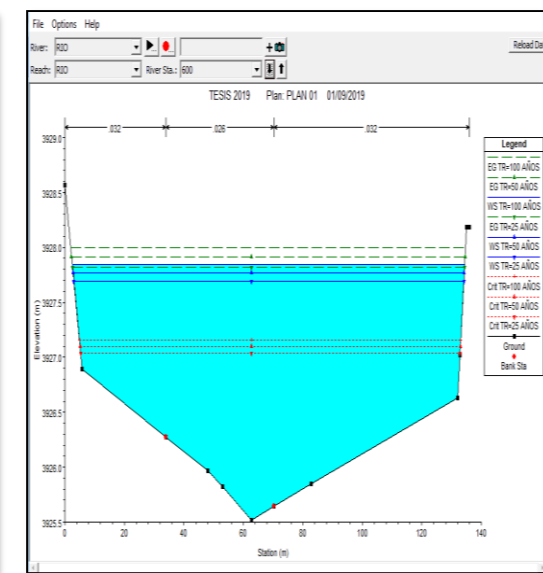 File Options Help
River: RIO
Reload Da
Reach: RIO River Sta.: 600
TESIS 2019 Plan: PLAN 01 01/09/2019
.032 .026 .032
3929.0
3928.5
3928.0
3927.5
3927.0
3926.5
3926.0
3925.5
Elevation (m)
0 20 40 60 80 100 120 140
Station (m)
Legend
EG TR=100 AÑOS
EG TR=50 AÑOS
WS TR=100 AÑOS
EG TR=25 AÑOS
WS TR=50 AÑOS
WS TR=25 AÑOS
Crit TR=100 AÑOS
Crit TR=50 AÑOS
Crit TR=25 AÑOS
Ground
Bank Sta